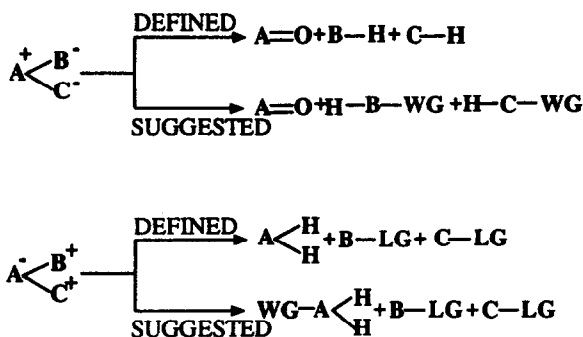 DEFINED
A=O+B—H+C—H
A+ B-
C-
A=O+H—B—WG+H—C—WG
SUGGESTED
DEFINED
A H H +B—LG+C—LG
A- B+
C+
WG—A H H +B—LG+C—LG
SUGGESTED